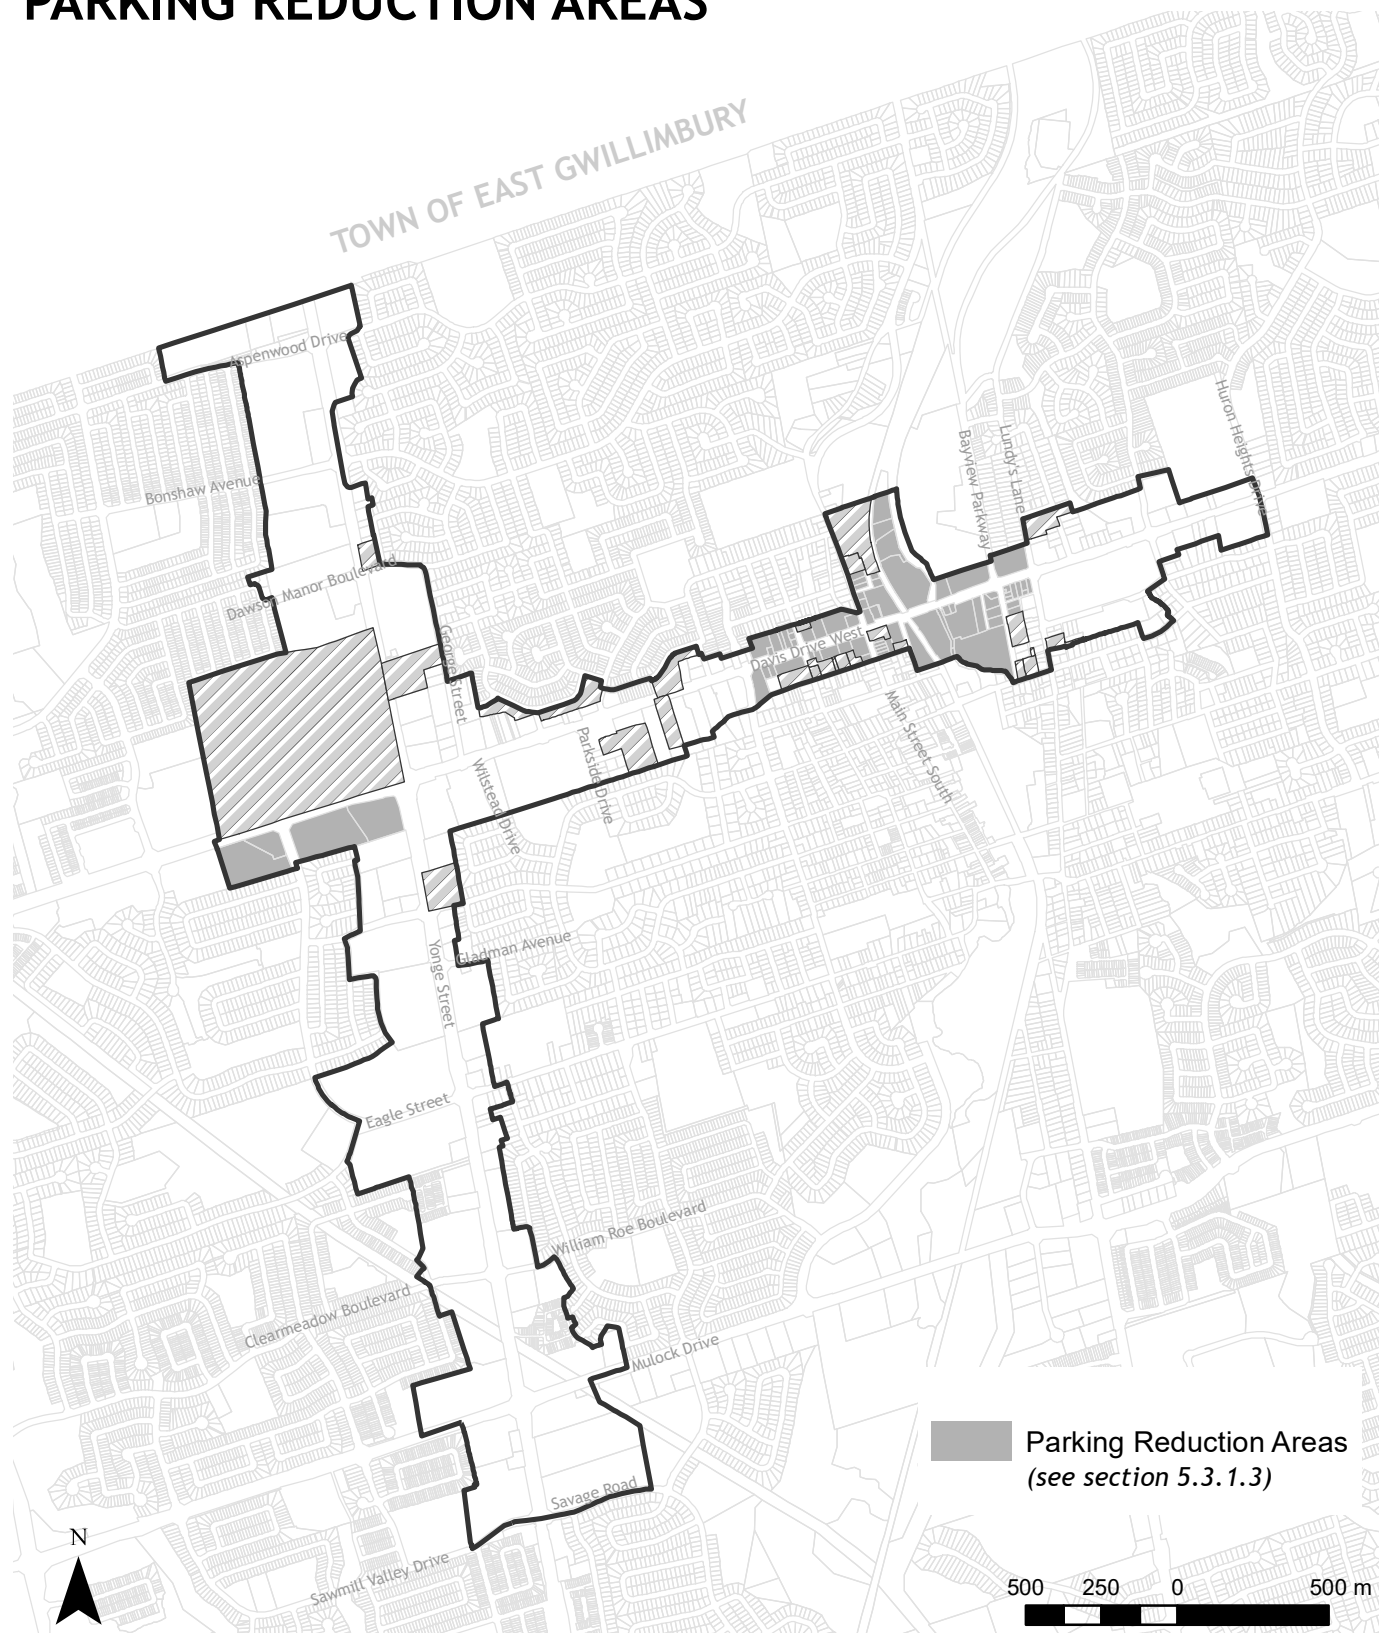 PARKING REDUCTION AREAS
TOWN OF EAST GWILLIMBURY
Aspenwood Drive
Huron Heights Drive
Lundy's Lane
Bayview Parkway
Bonshaw Avenue
Dawson Manor Boulevard
George Street
Davis Drive West
Main Street South
Parkside Drive
Wilstead Drive
Gladman Avenue
Yonge Street
Eagle Street
William Roe Boulevard
Clearmeadow Boulevard
Mulock Drive
Parking Reduction Areas
(see section 5.3.1.3)
Savage Road
N
Sawmill Valley Drive
500 250 0 500 m